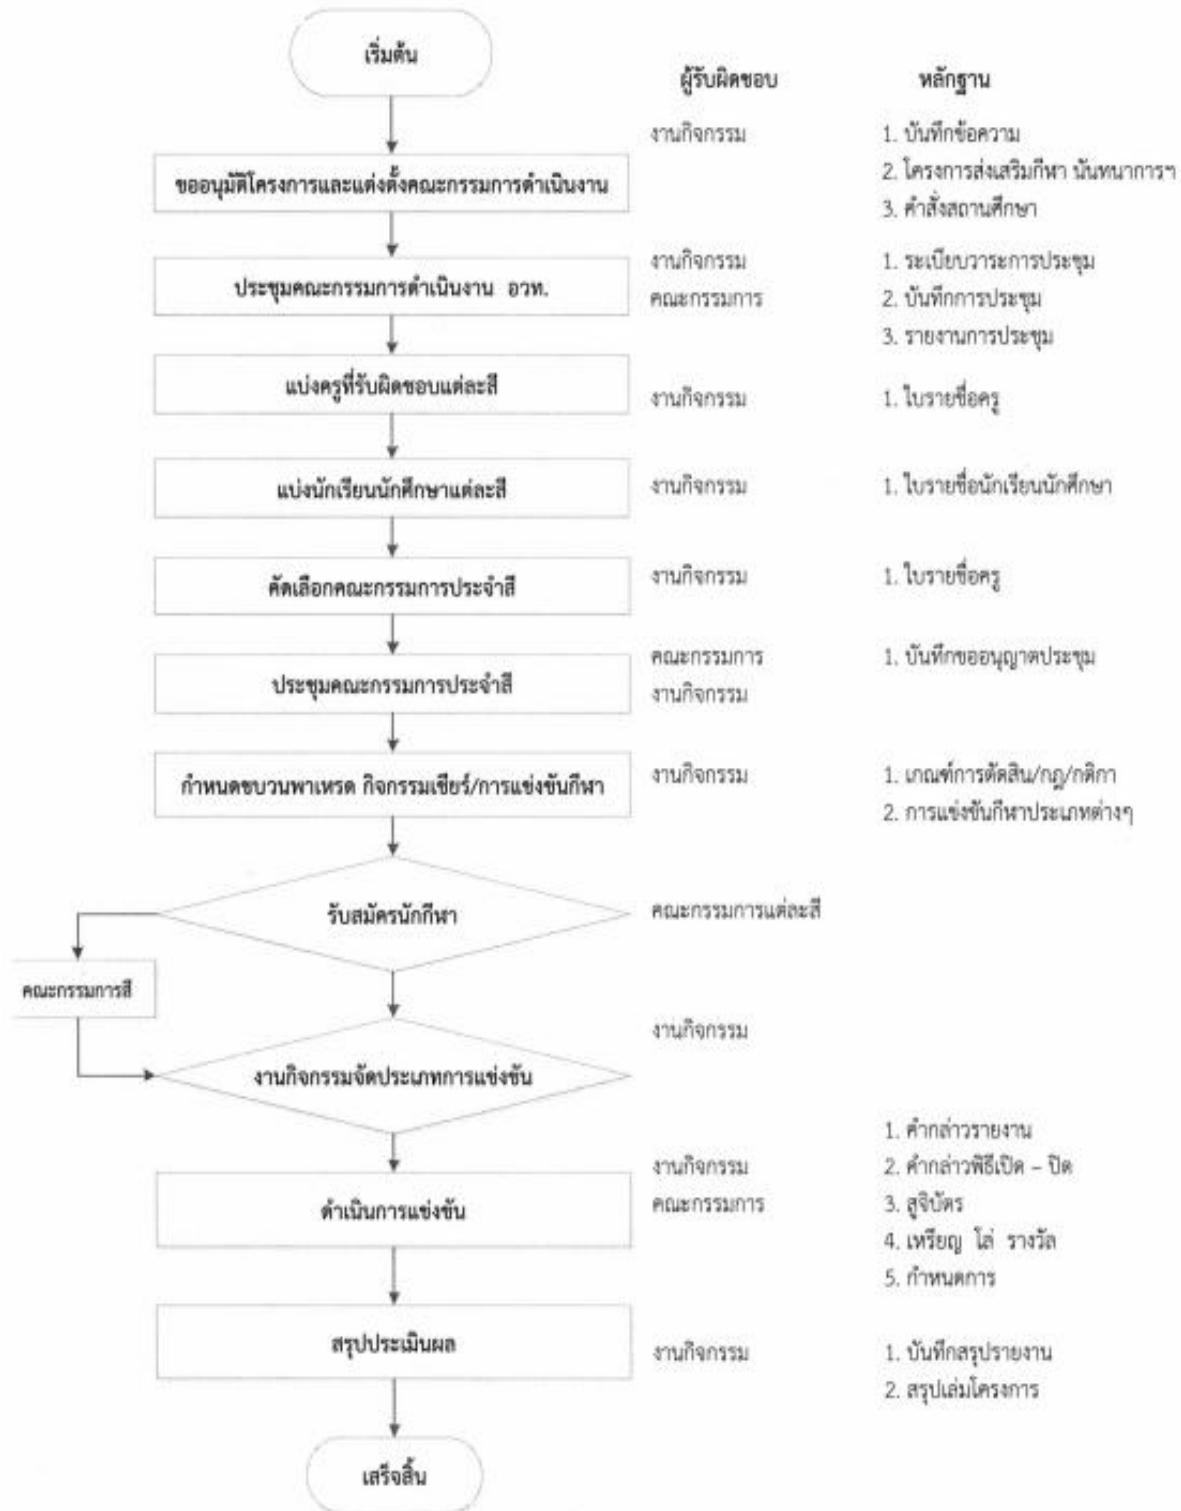 เริ่มต้น
ผู้รับผิดชอบ หลักฐาน
งานกิจกรรม 1. บันทึกข้อความ
ขออนุมัติโครงการและแต่งตั้งคณะกรรมการดำเนินงาน 2. โครงการส่งเสริมกีฬา นันทนาการฯ
3. คำสั่งสถานศึกษา
งานกิจกรรม 1. ระเบียบวาระการประชุม
ประชุมคณะกรรมการดำเนินงาน อวท. คณะกรรมการ 2. บันทึกการประชุม
3. รายงานการประชุม
แบ่งครูที่รับผิดชอบแต่ละสี งานกิจกรรม 1. ใบรายชื่อครู
แบ่งนักเรียนนักศึกษาแต่ละสี งานกิจกรรม 1. ใบรายชื่อนักเรียนนักศึกษา
คัดเลือกคณะกรรมการประจำสี งานกิจกรรม 1. ใบรายชื่อครู
คณะกรรมการ 1. บันทึกขออนุญาตประชุม
ประชุมคณะกรรมการประจำสี งานกิจกรรม
กำหนดขบวนพาเหรด กิจกรรมเชียร์/การแข่งขันกีฬา งานกิจกรรม 1. เกณฑ์การตัดสิน/กฎ/กติกา
2. การแข่งขันกีฬาประเภทต่างๆ
รับสมัครนักกีฬา คณะกรรมการแต่ละสี
คณะกรรมการสี
งานกิจกรรม
งานกิจกรรมจัดประเภทการแข่งขัน
1. คำกล่าวรายงาน
งานกิจกรรม 2. คำกล่าวพิธีเปิด – ปิด
ดำเนินการแข่งขัน คณะกรรมการ 3. สูจิบัตร
4. เหรียญ โล่ รางวัล
5. กำหนดการ
สรุปประเมินผล งานกิจกรรม 1. บันทึกสรุปรายงาน
2. สรุปเล่มโครงการ
เสร็จสิ้น